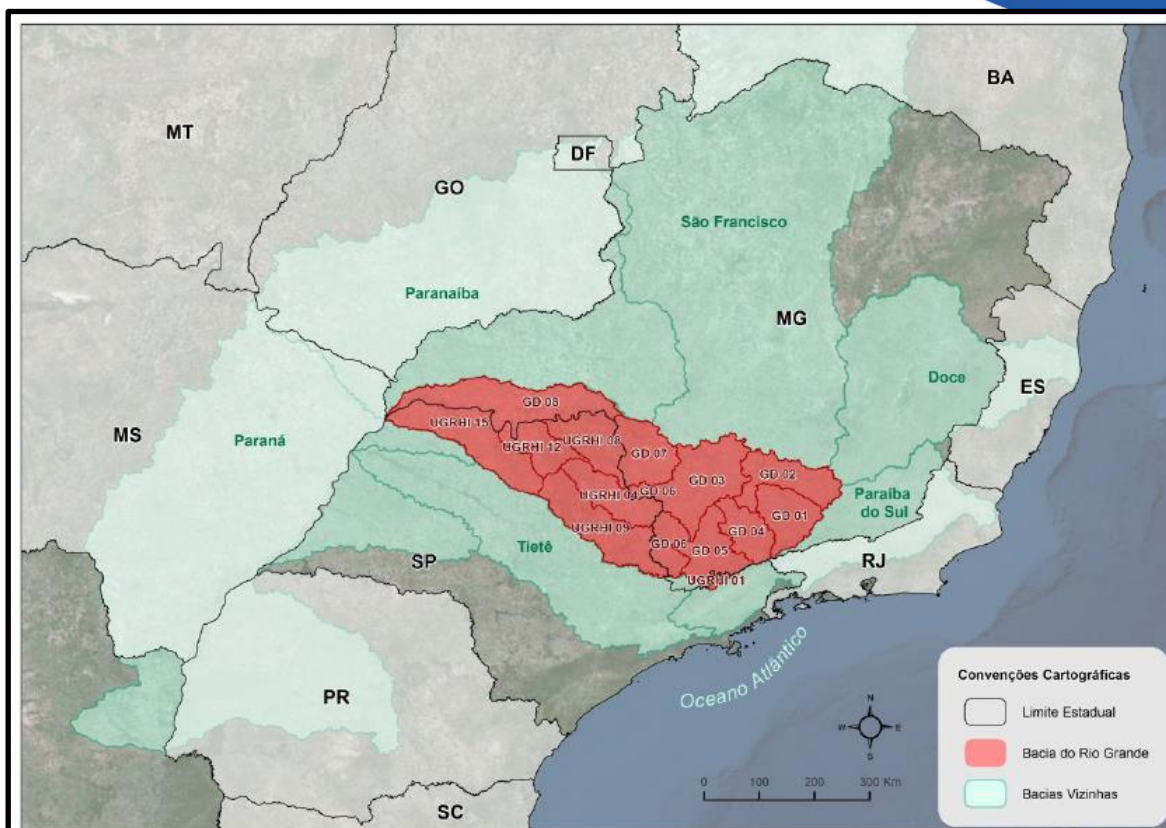 BA
MT
DF
GO
São Francisco
Paranaíba
MG
Doce
ES
GD 08
MS
UGRHI 15
Paraná
UGRHI 12
UGRHI 08
GD 07
GD 02
GD 03
GD 06
UGRHI 04
Paraíba
do Sul
GD 01
UGRHI 09
GD 04
Tietê
GD 06
GD 05
SP
RJ
UGRHI 01
Oceano Atlântico
Convenções Cartográficas
PR
Limite Estadual
N
W
E
S
Bacia do Rio Grande
0 100 200 300 Km
Bacias Vizinhas
SC